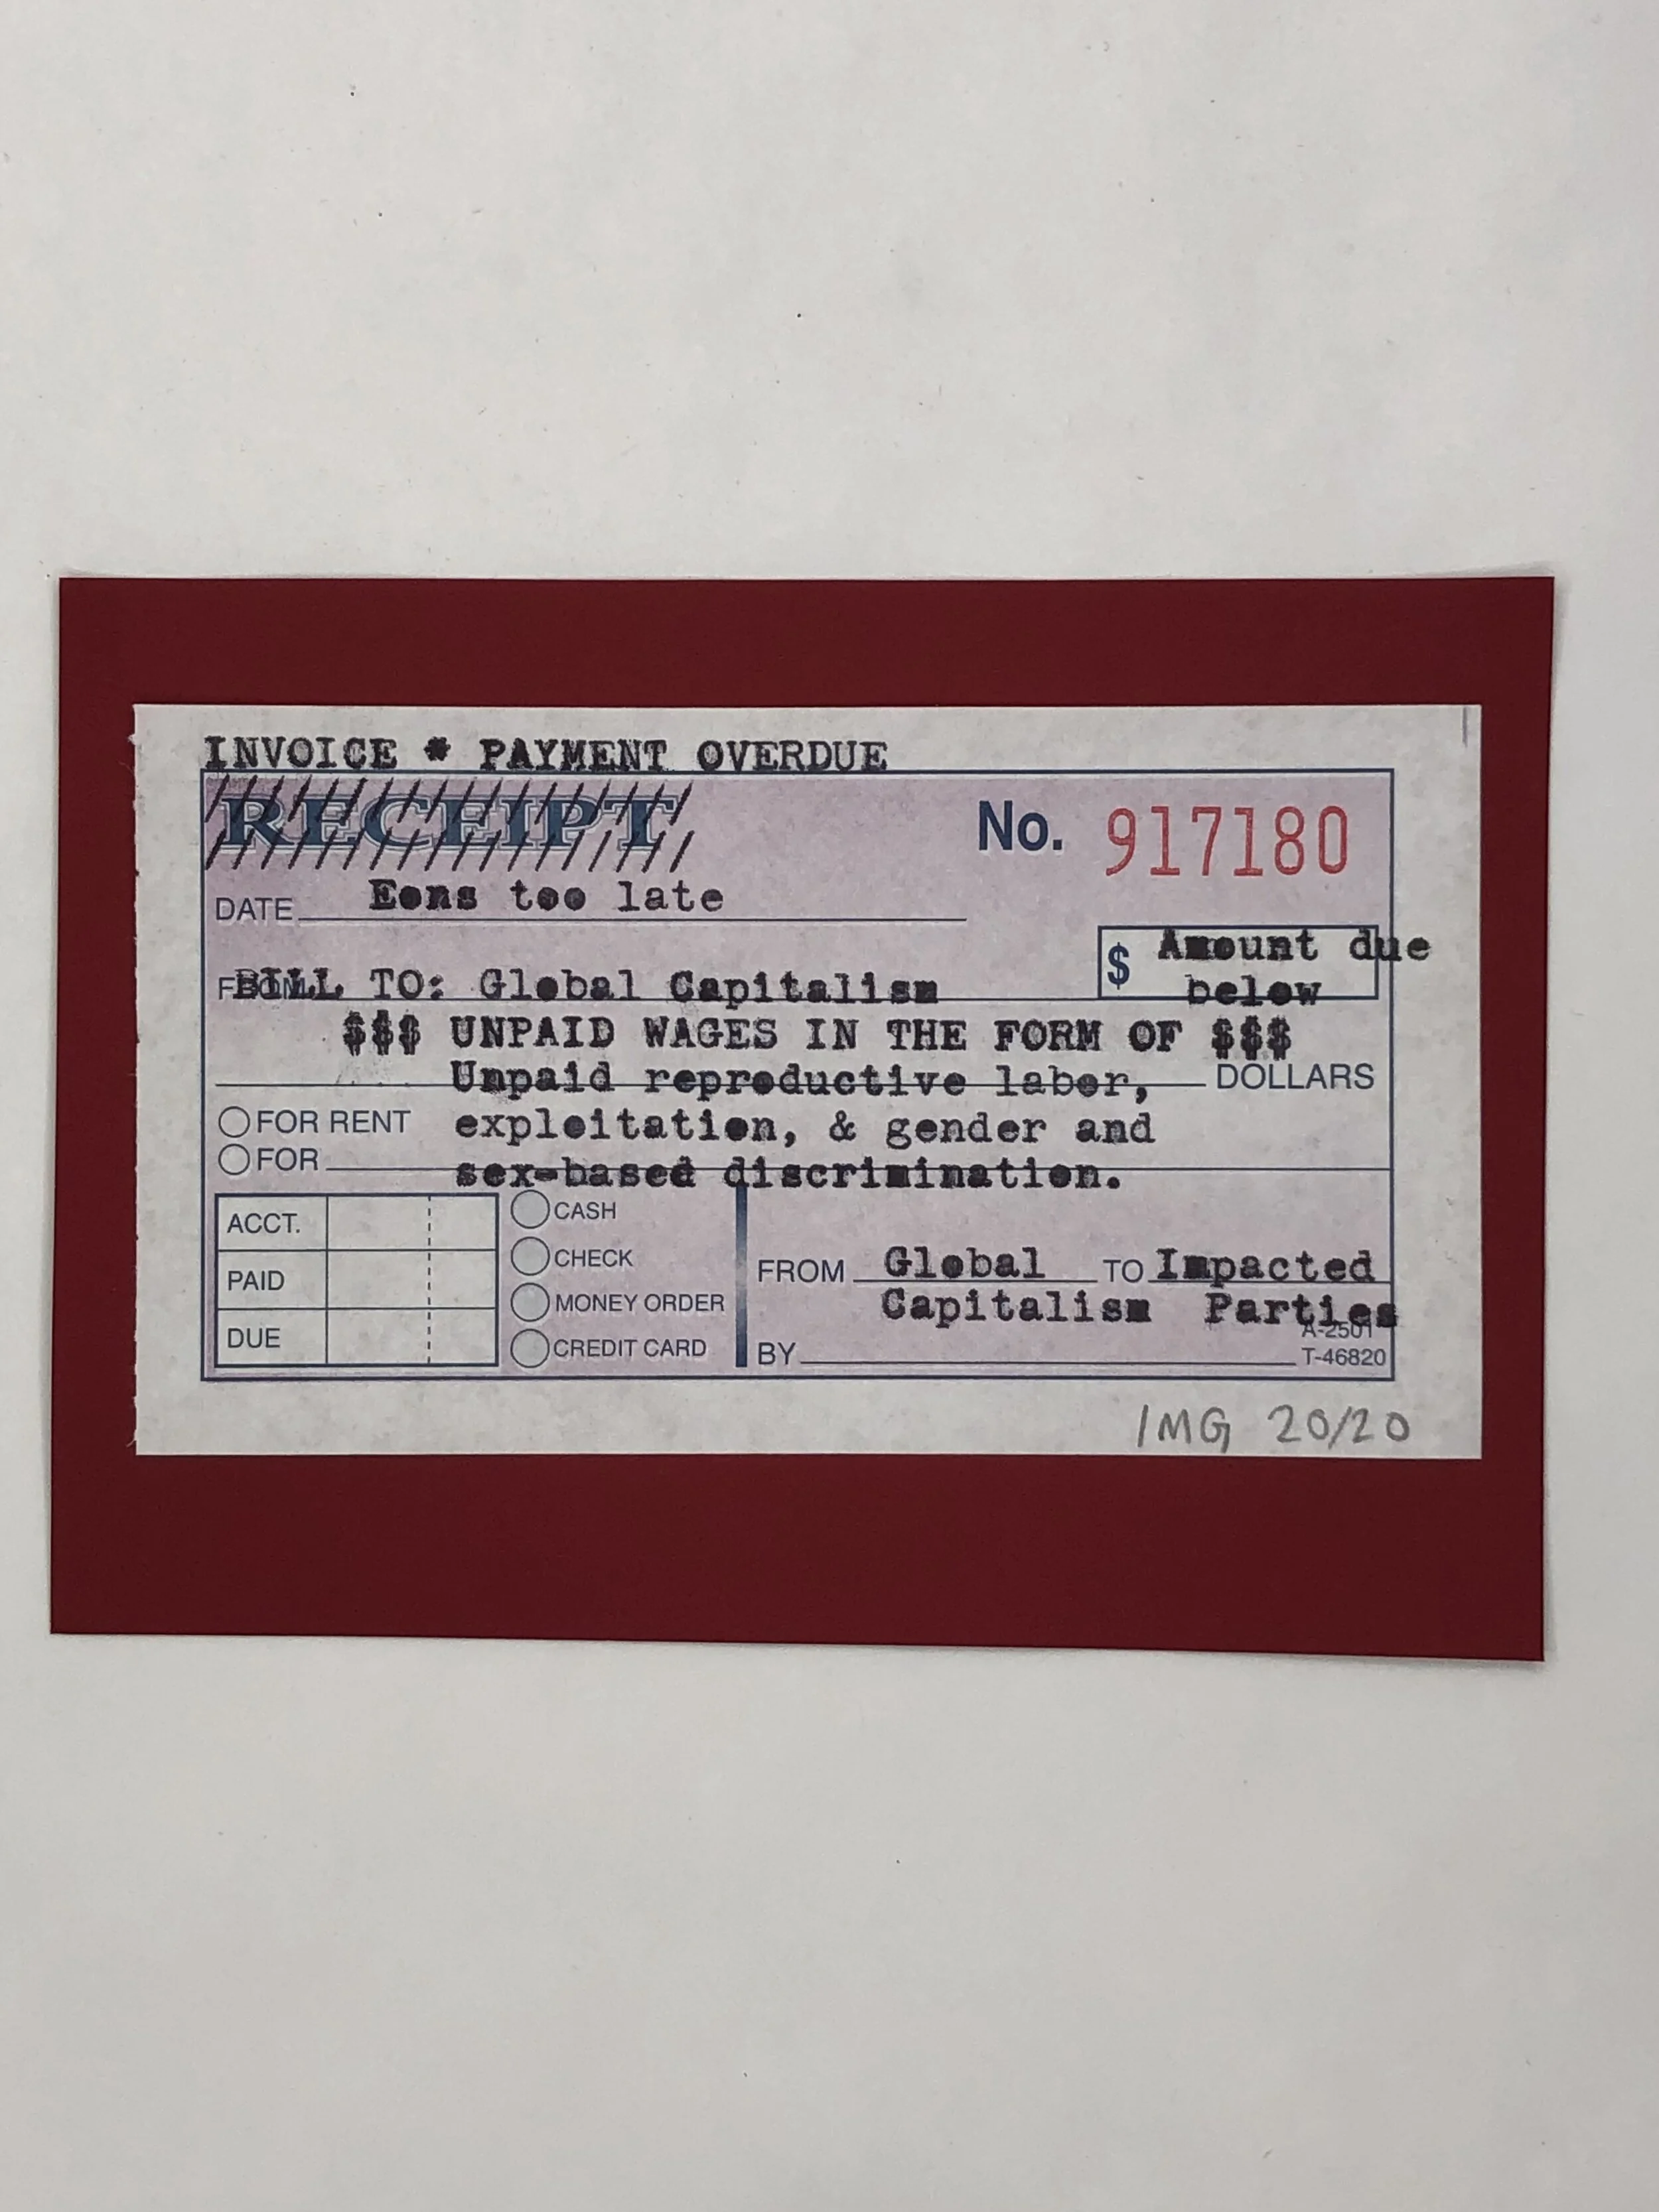 INVOICE * PAYMENT OVERDUE
RECEIPT
No. 917180
DATE Eons too late
$ Amount due
below
FROM BILL TO: Global Capitalism
$$$ UNPAID WAGES IN THE FORM OF $$$
Unpaid reproductive labor, DOLLARS
FOR RENT exploitation, & gender and
FOR sex-based discrimination.
ACCT.
PAID
DUE
CASH
CHECK
MONEY ORDER
CREDIT CARD
FROM Global TO Impacted
Capitalism Parties
A-2501
BY T-46820
IMG 20/20